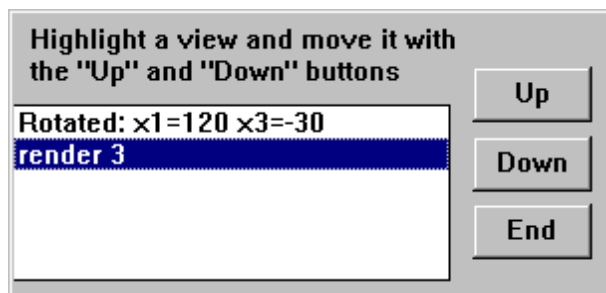 Highlight a view and move it with
the "Up" and "Down" buttons
Rotated: x1=120 x3=-30
render 3
Up
Down
End